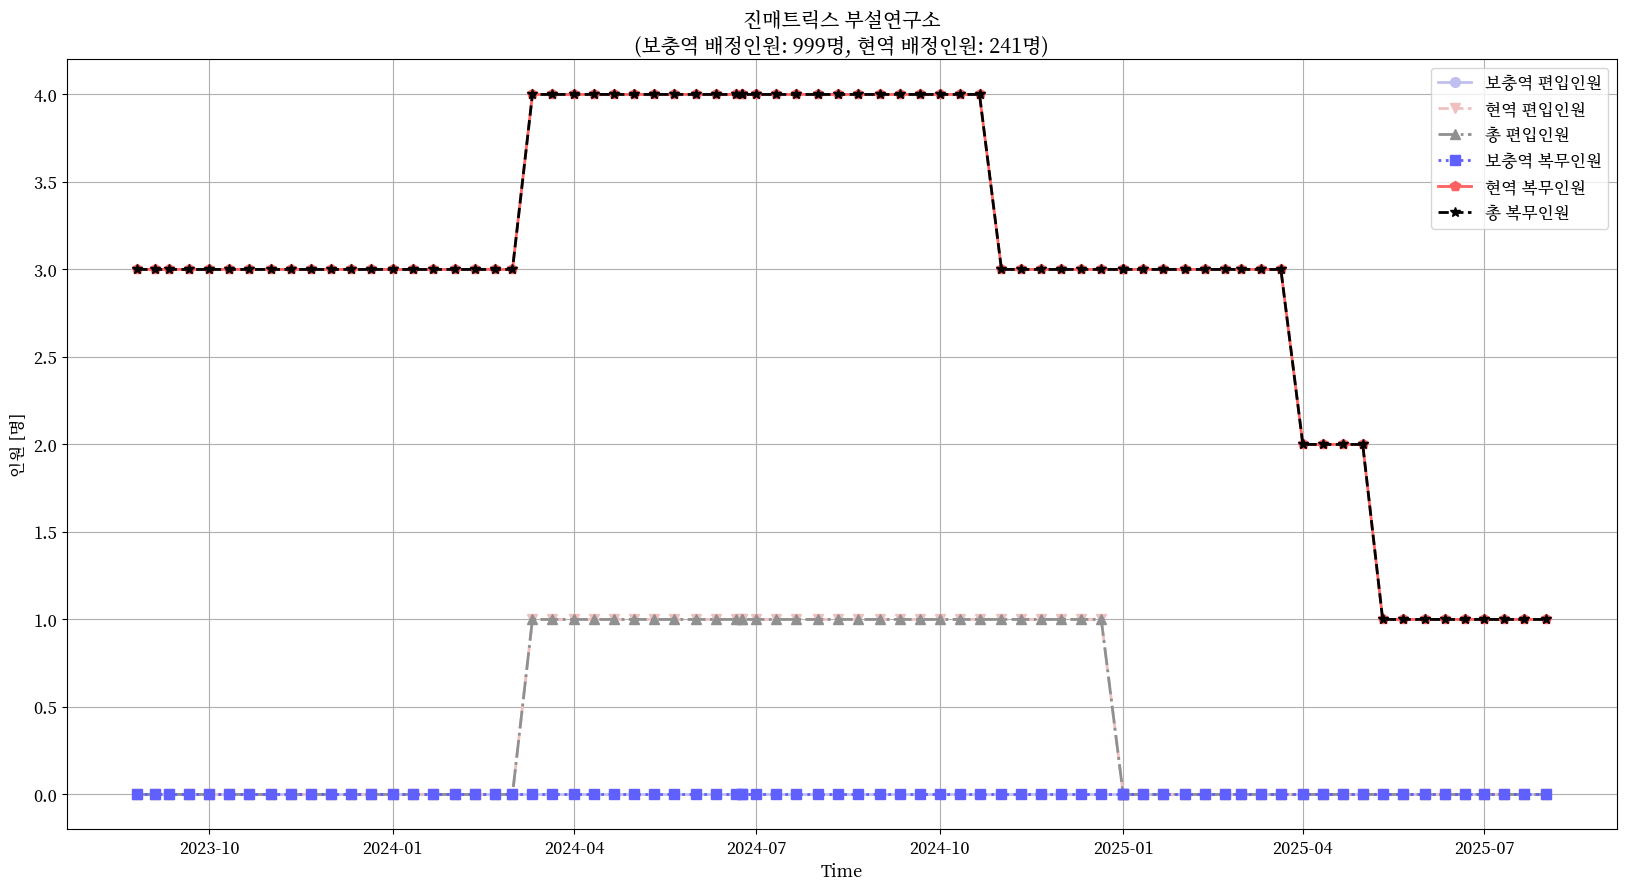 진매트릭스 부설연구소
(보충역 배정인원: 999명, 현역 배정인원: 241명)
보충역 편입인원
현역 편입인원
총 편입인원
보충역 복무인원
현역 복무인원
총 복무인원
인원 [명]
4.0
3.5
3.0
2.5
2.0
1.5
1.0
0.5
0.0
2023-10
2024-01
2024-04
2024-07
2024-10
2025-01
2025-04
2025-07
Time